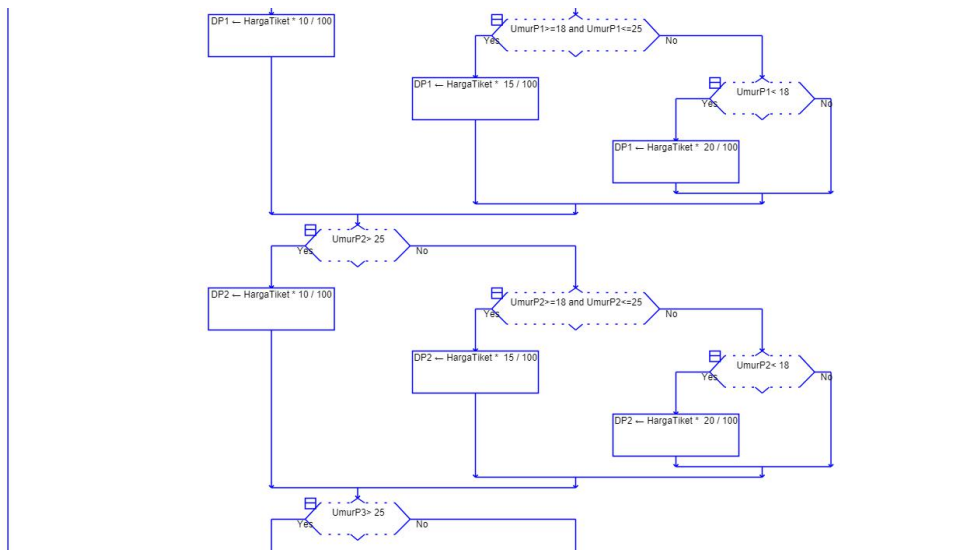 DP1 ← HargaTiket * 10 / 100
UmurP1>=18 and UmurP1<=25
Yes
No
DP1 ← HargaTiket * 15 / 100
UmurP1< 18
Yes
No
DP1 ← HargaTiket * 20 / 100
UmurP2> 25
Yes
No
DP2 ← HargaTiket * 10 / 100
UmurP2>=18 and UmurP2<=25
Yes
No
DP2 ← HargaTiket * 15 / 100
UmurP2< 18
Yes
No
DP2 ← HargaTiket * 20 / 100
UmurP3> 25
Yes
No